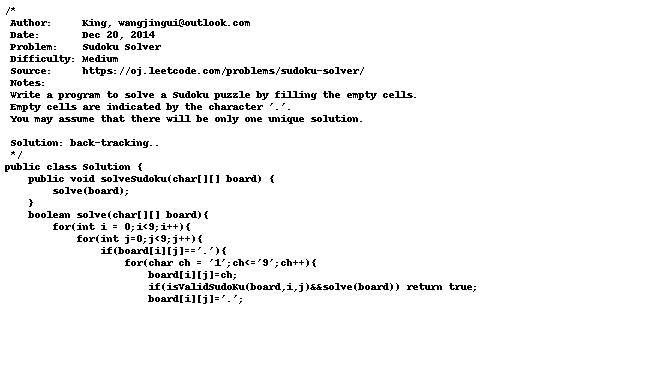 /*
 Author:     King, wangjingui@outlook.com
 Date:       Dec 20, 2014
 Problem:    Sudoku Solver
 Difficulty: Medium
 Source:     https://oj.leetcode.com/problems/sudoku-solver/
 Notes:
 Write a program to solve a Sudoku puzzle by filling the empty cells.
 Empty cells are indicated by the character '.'.
 You may assume that there will be only one unique solution.

 Solution: back-tracking..
 */
public class Solution {
    public void solveSudoku(char[][] board) {
        solve(board);
    }
    boolean solve(char[][] board){
        for(int i = 0;i<9;i++){
            for(int j=0;j<9;j++){
                if(board[i][j]=='.'){
                    for(char ch = '1';ch<='9';ch++){
                        board[i][j]=ch;
                        if(isValidSudoKu(board,i,j)&&solve(board)) return true;
                        board[i][j]='.';